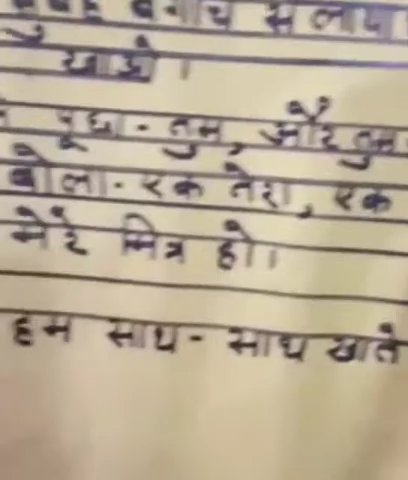 खाओ।
पूछा - तुम, और तुम
बोला - एक तेरा, एक
मेरे मित्र हो।
हम साथ - साथ खाते